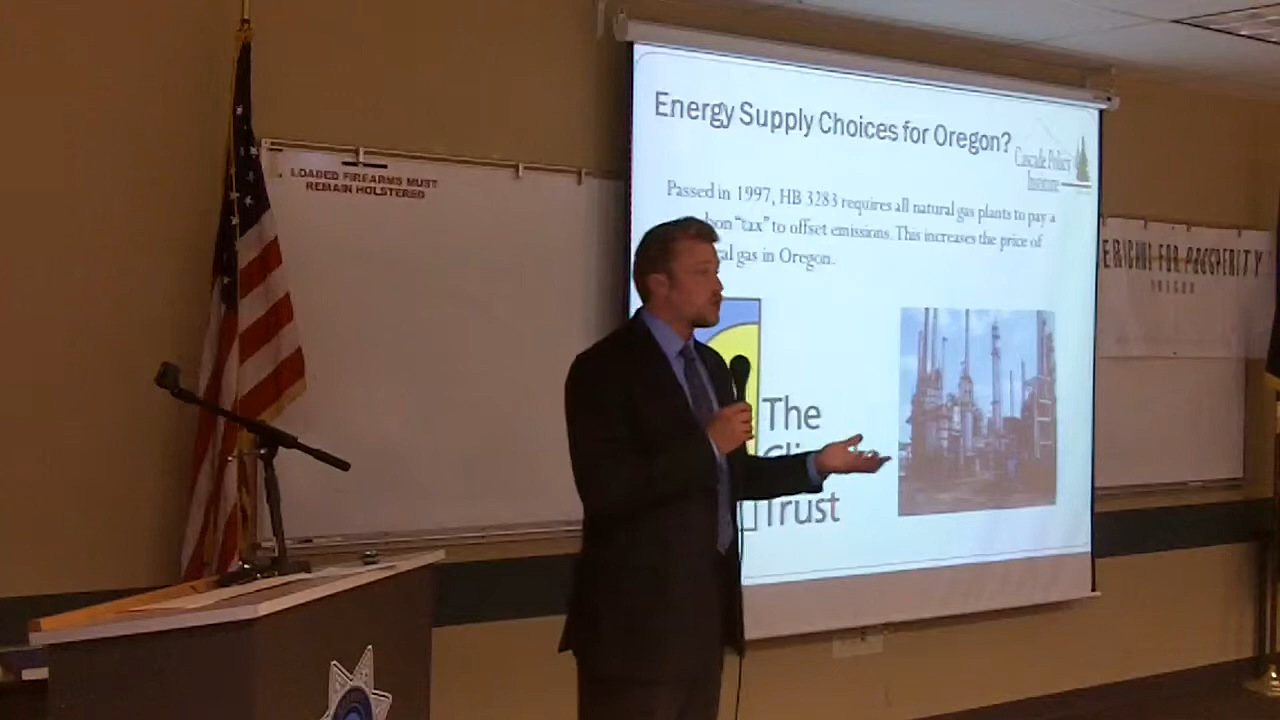 LOADED FIREARMS MUST
REMAIN HOLSTERED
Energy Supply Choices for Oregon?
Cascade Policy
Institute
Passed in 1997, HB 3283 requires all natural gas plants to pay a
"tax" to offset emissions. This increases the price of
gas in Oregon.
The
Trust
FOR PROSPERITY
OREGON